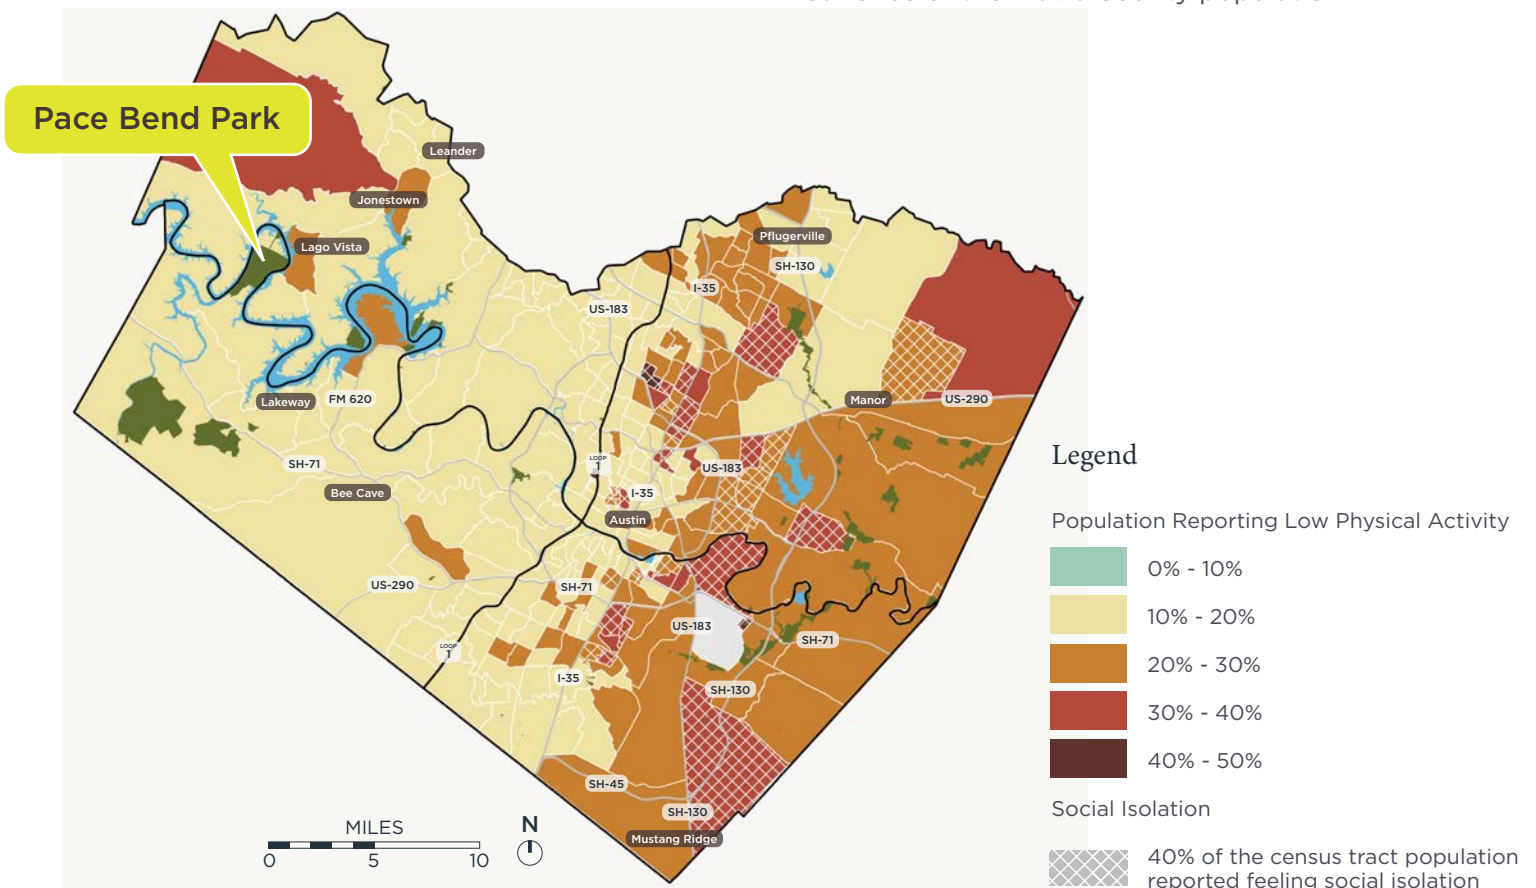 Pace Bend Park
Leander
Jonestown
Lago Vista
Pflugerville
SH-130
I-35
US-183
Lakeway
FM 620
Manor
US-290
SH-71
LOOP
1
US-183
Bee Cave
I-35
Austin
US-290
SH-71
US-183
SH-71
LOOP
1
I-35
SH-130
SH-45
SH-130
Mustang Ridge
MILES
0 5 10
N
Legend
Population Reporting Low Physical Activity
0% - 10%
10% - 20%
20% - 30%
30% - 40%
40% - 50%
Social Isolation
40% of the census tract population
reported feeling social isolation